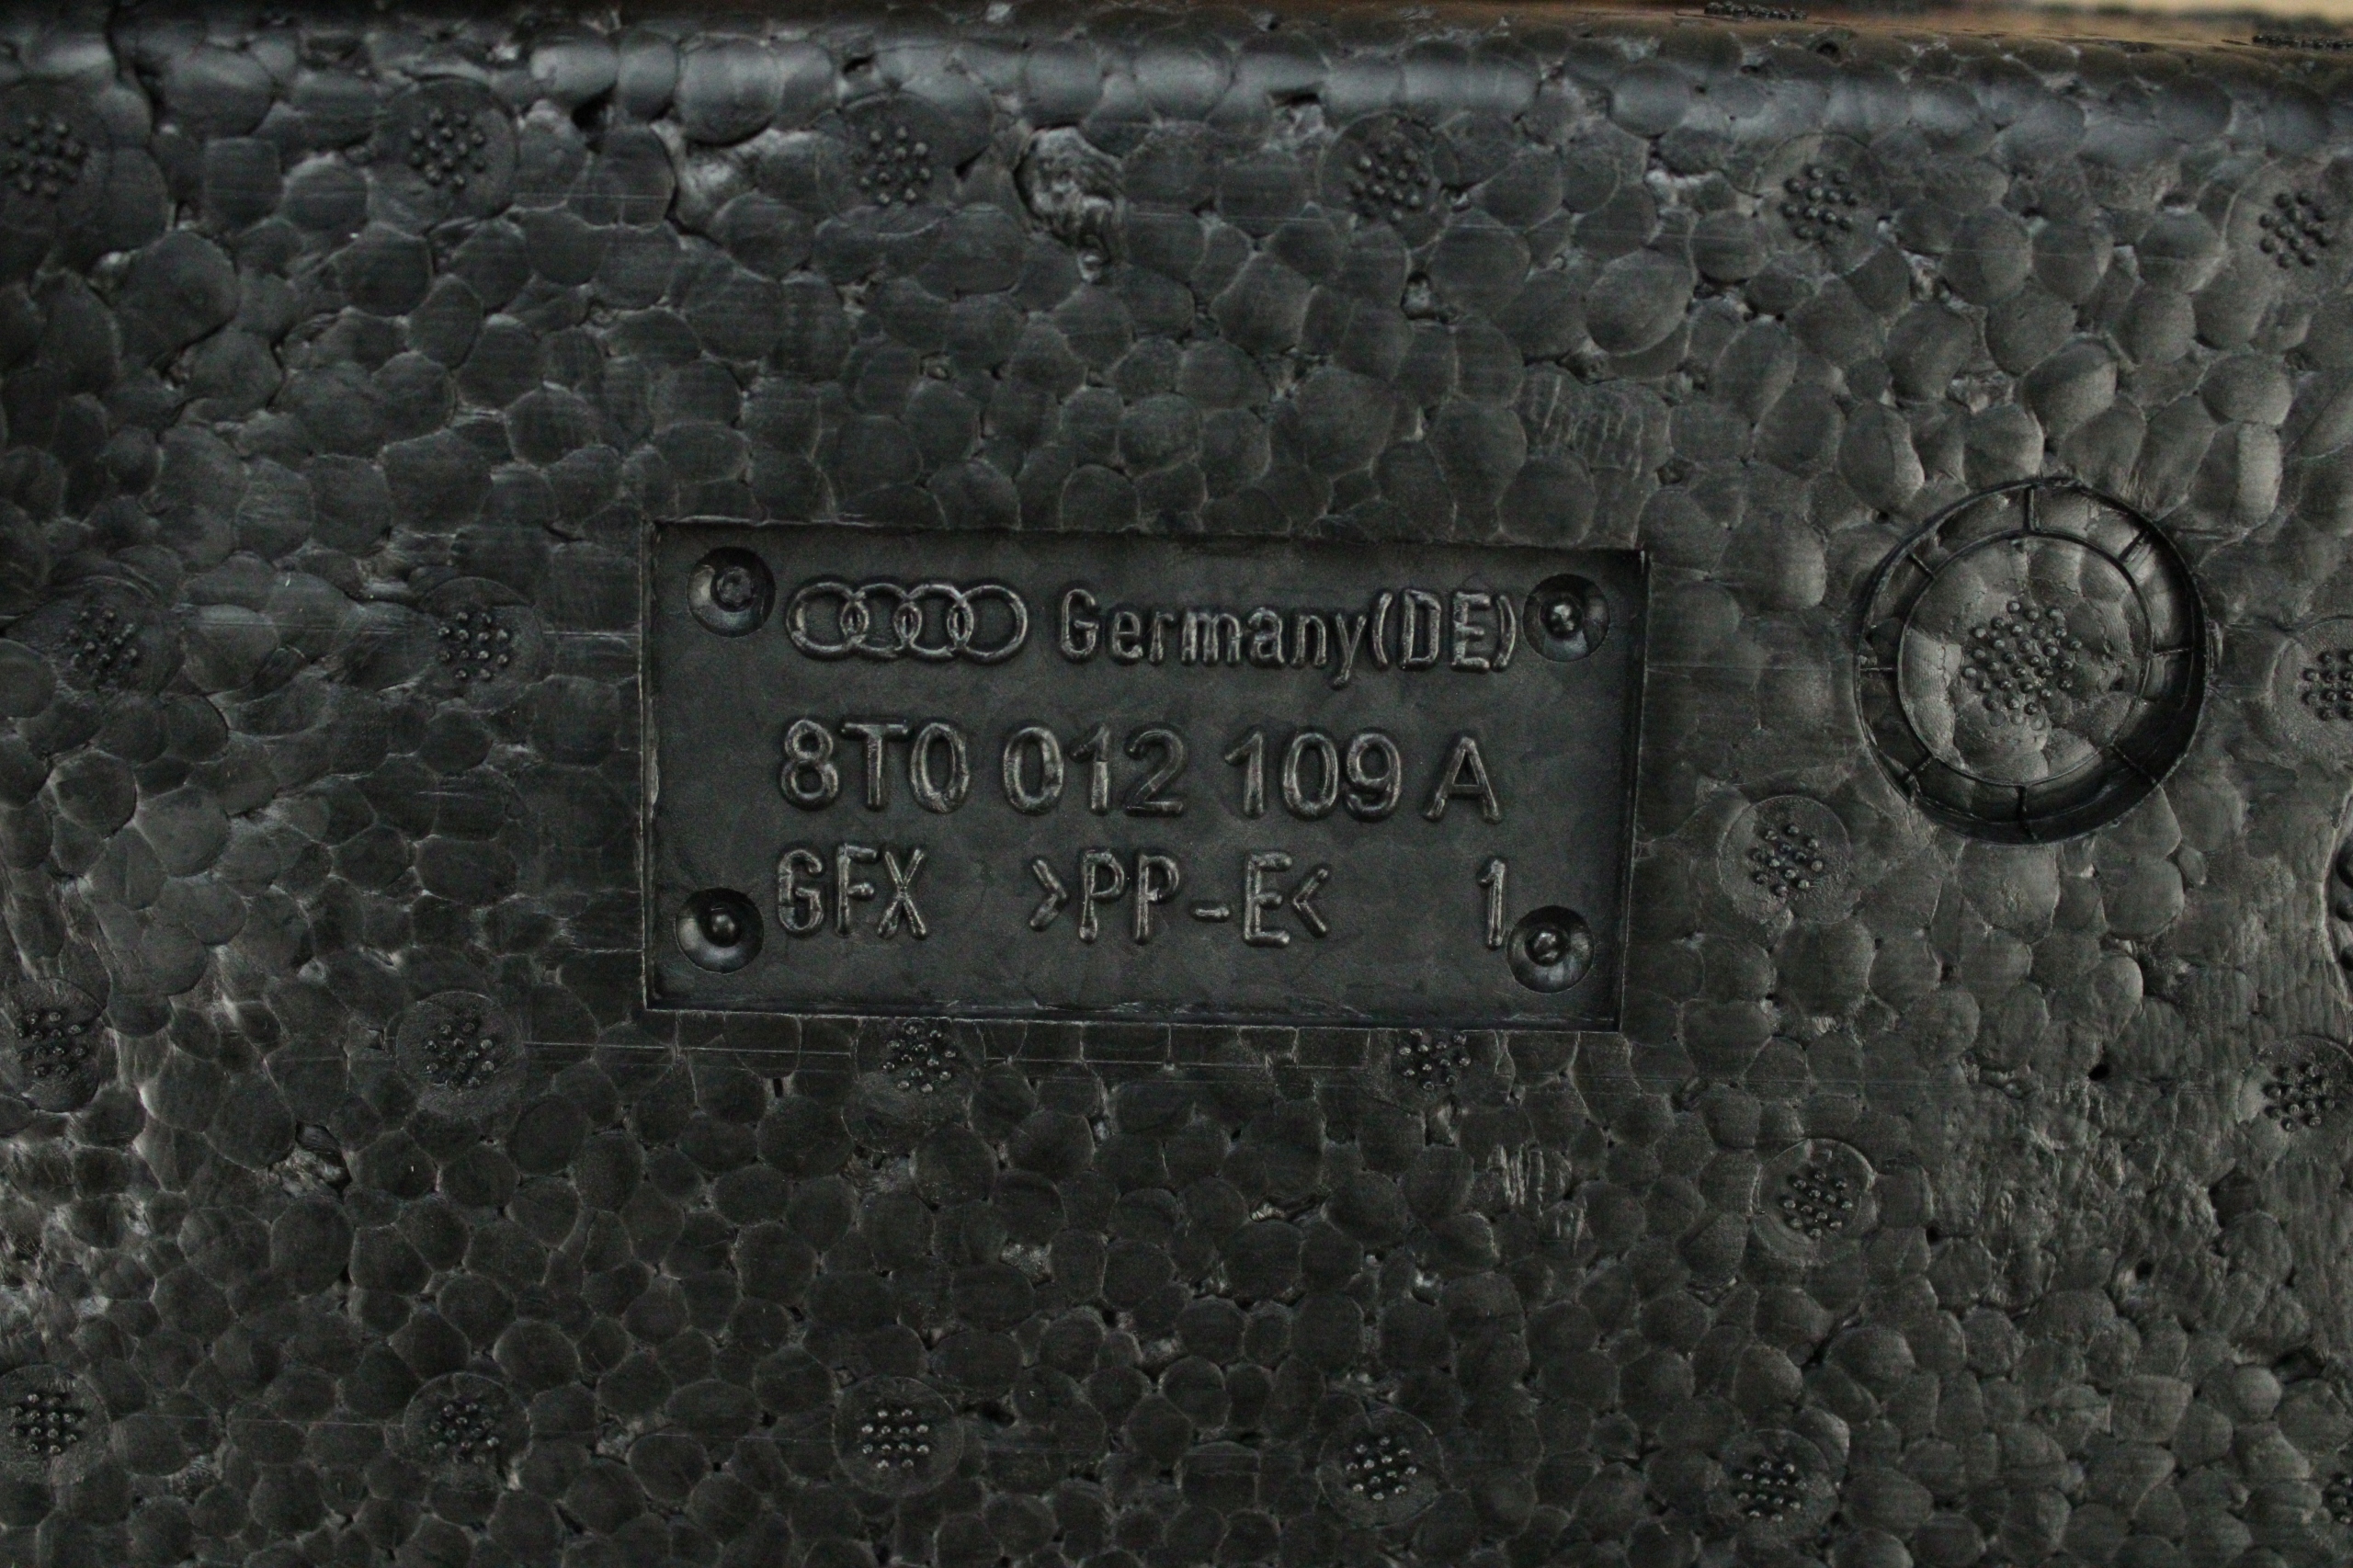 Germany(DE)
8T0 012 109 A
GFX >PP-E< 1